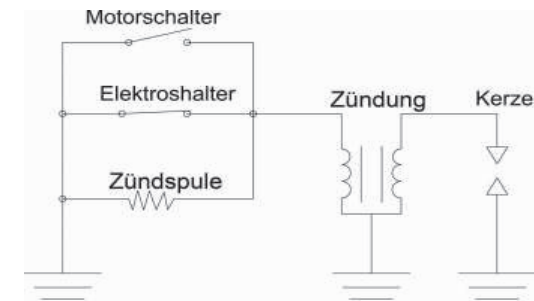 Motorschalter
Elektroshalter
Zündung
Kerze
Zündspule